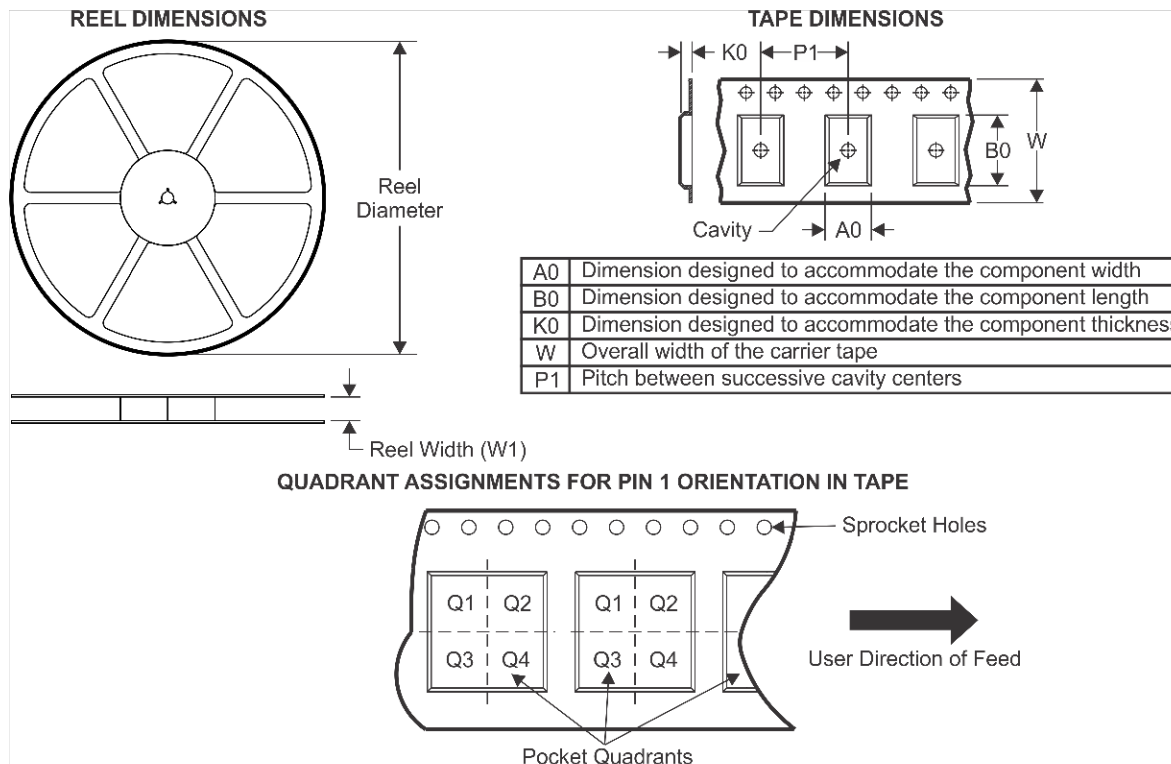 REEL DIMENSIONS
Reel
Diameter
Reel Width (W1)
TAPE DIMENSIONS
K0
P1
B0
W
Cavity
A0
A0 Dimension designed to accommodate the component width
B0 Dimension designed to accommodate the component length
K0 Dimension designed to accommodate the component thickness
W Overall width of the carrier tape
P1 Pitch between successive cavity centers
QUADRANT ASSIGNMENTS FOR PIN 1 ORIENTATION IN TAPE
Sprocket Holes
Q1 Q2 Q1 Q2
Q3 Q4 Q3 Q4
User Direction of Feed
Pocket Quadrants